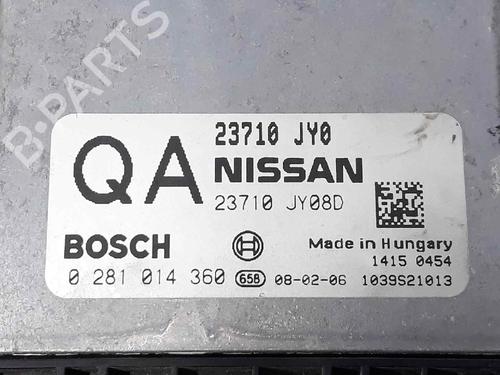 B-PARTS
23710 JY0
QA NISSAN
23710 JY08D
BOSCH
Made in Hungary
1415 0454
0 281 014 360 658 08-02-06 1039S21013